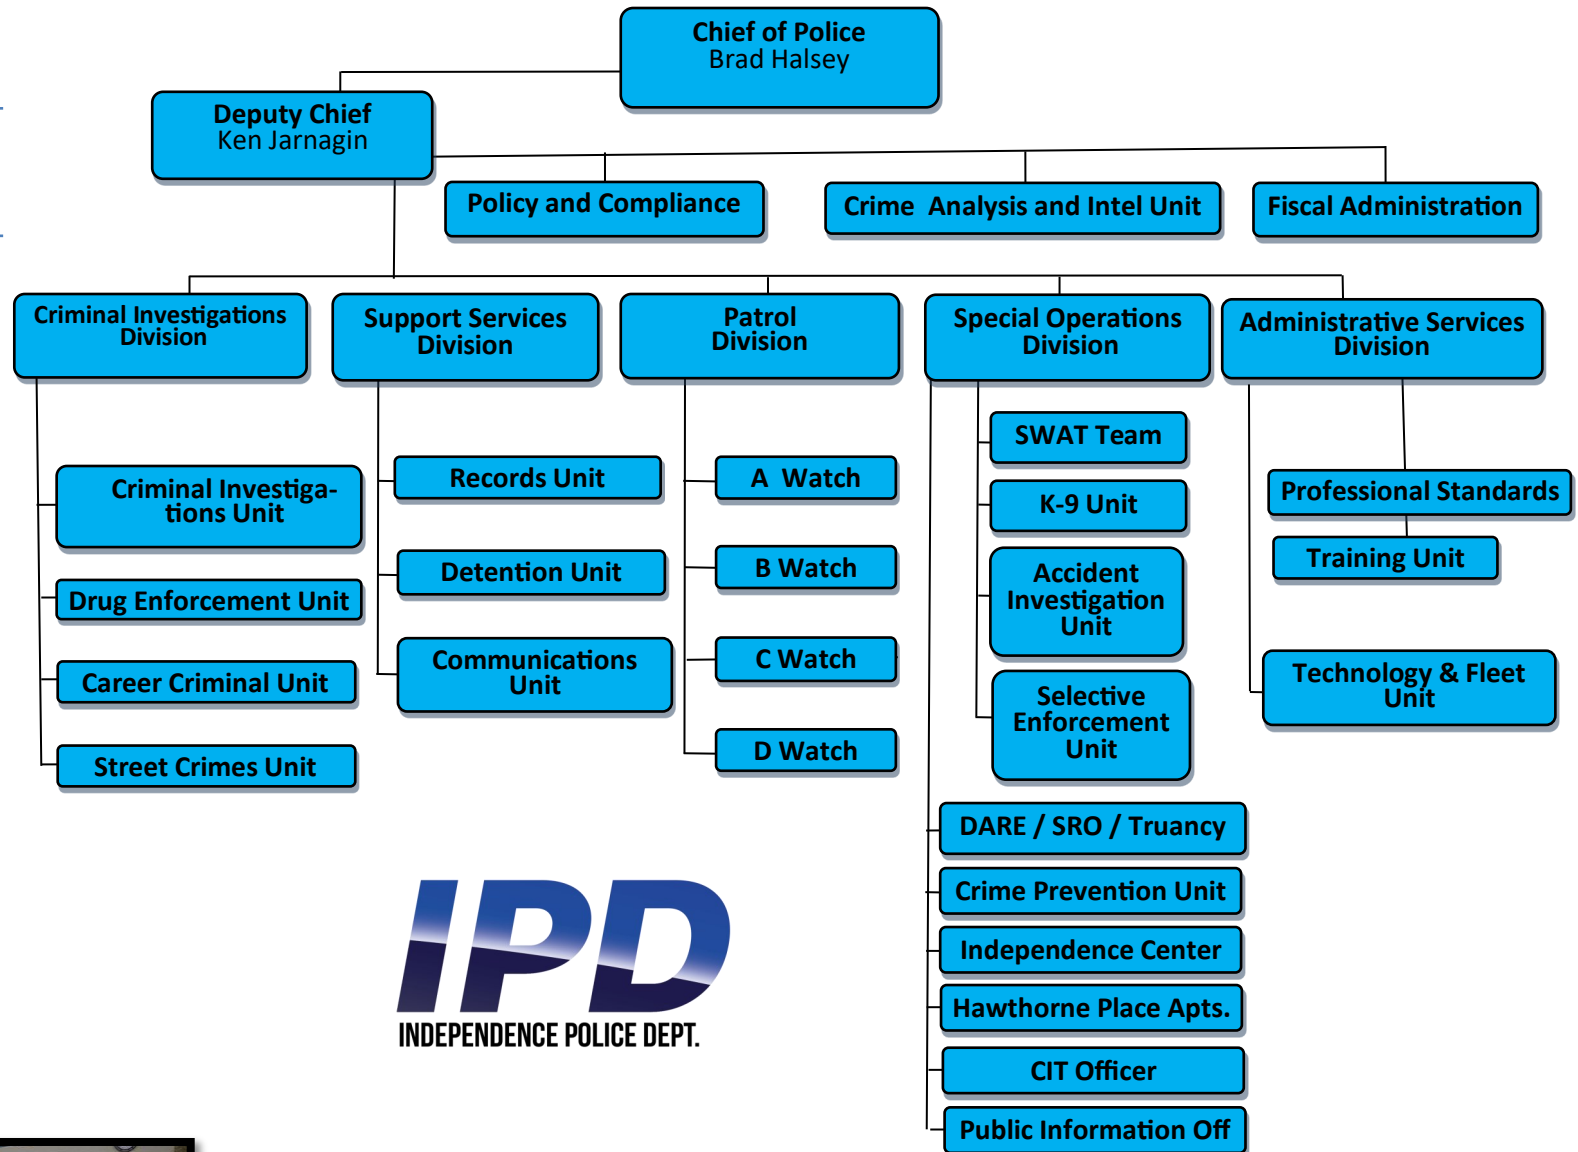 Chief of Police
Brad Halsey
Deputy Chief
Ken Jarnagin
Policy and Compliance
Crime Analysis and Intel Unit
Fiscal Administration
Criminal Investigations
Division
Support Services
Division
Patrol
Division
Special Operations
Division
Administrative Services
Division
Criminal Investiga-
tions Unit
Drug Enforcement Unit
Career Criminal Unit
Street Crimes Unit
Records Unit
Detention Unit
Communications
Unit
A Watch
B Watch
C Watch
D Watch
SWAT Team
K-9 Unit
Accident
Investigation
Unit
Selective
Enforcement
Unit
DARE / SRO / Truancy
Crime Prevention Unit
Independence Center
Hawthorne Place Apts.
CIT Officer
Public Information Off
Professional Standards
Training Unit
Technology & Fleet
Unit
IPD
INDEPENDENCE POLICE DEPT.